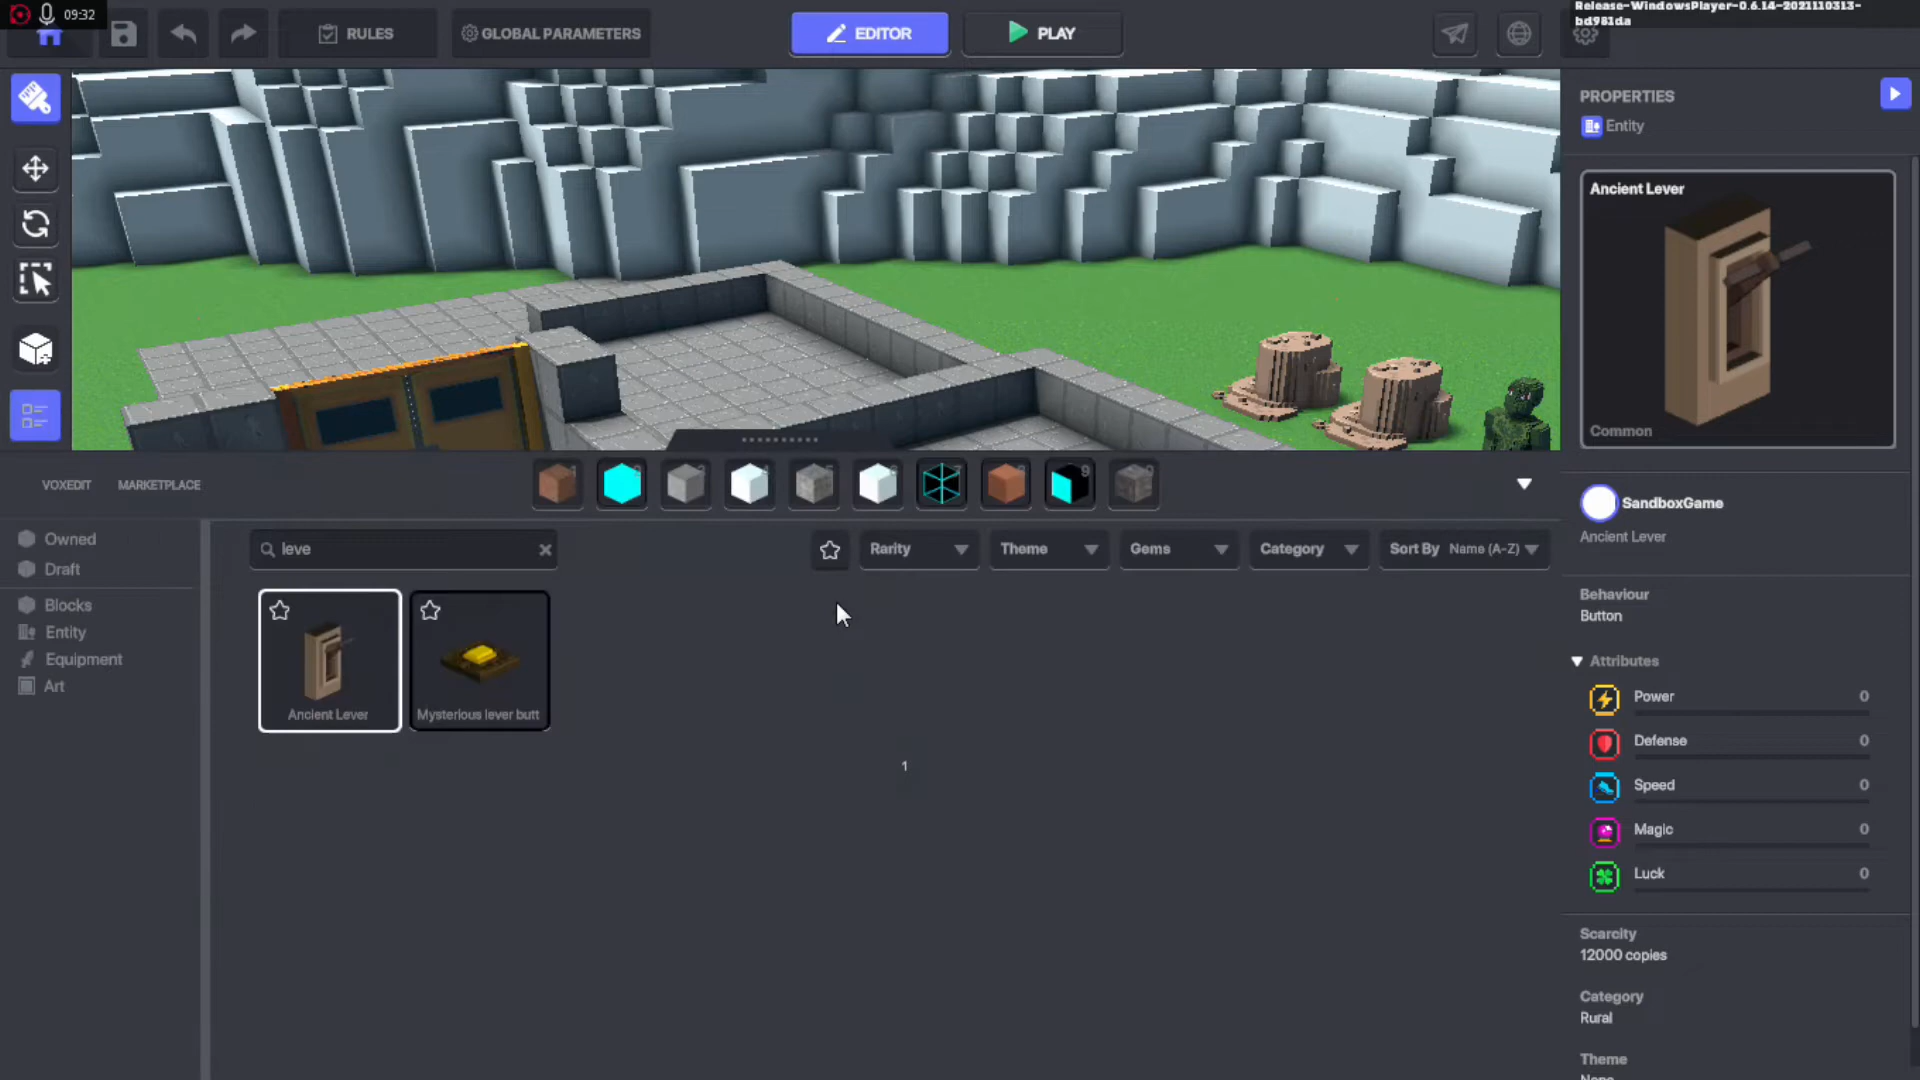 09:32
Release-WindowsPlayer-0.6.14-2021110313-
bd981da
RULES
GLOBAL PARAMETERS
EDITOR
PLAY
PROPERTIES
Entity
Ancient Lever
Common
VOXEDIT
MARKETPLACE
9
SandboxGame
Ancient Lever
Owned
Draft
Blocks
Entity
Equipment
Art
leve
Rarity
Theme
Gems
Category
Sort By Name (A-Z)
Ancient Lever
Mysterious lever butt
1
Behaviour
Button
Attributes
Power 0
Defense 0
Speed 0
Magic 0
Luck 0
Scarcity
12000 copies
Category
Rural
Theme